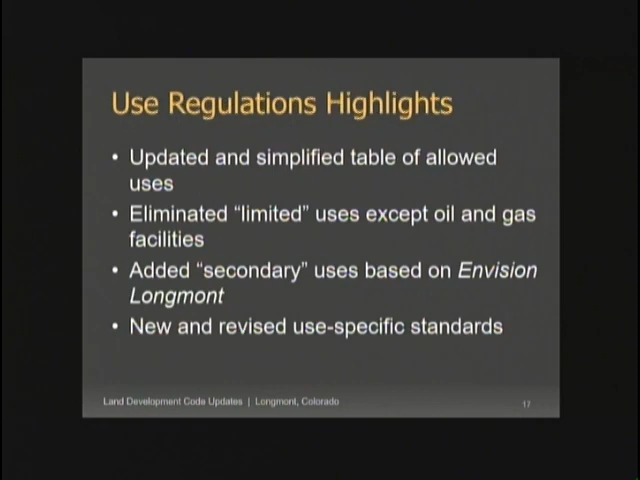 Use Regulations Highlights
• Updated and simplified table of allowed
uses
• Eliminated “limited” uses except oil and gas
facilities
• Added “secondary” uses based on Envision
Longmont
• New and revised use-specific standards
Land Development Code Updates | Longmont, Colorado
17